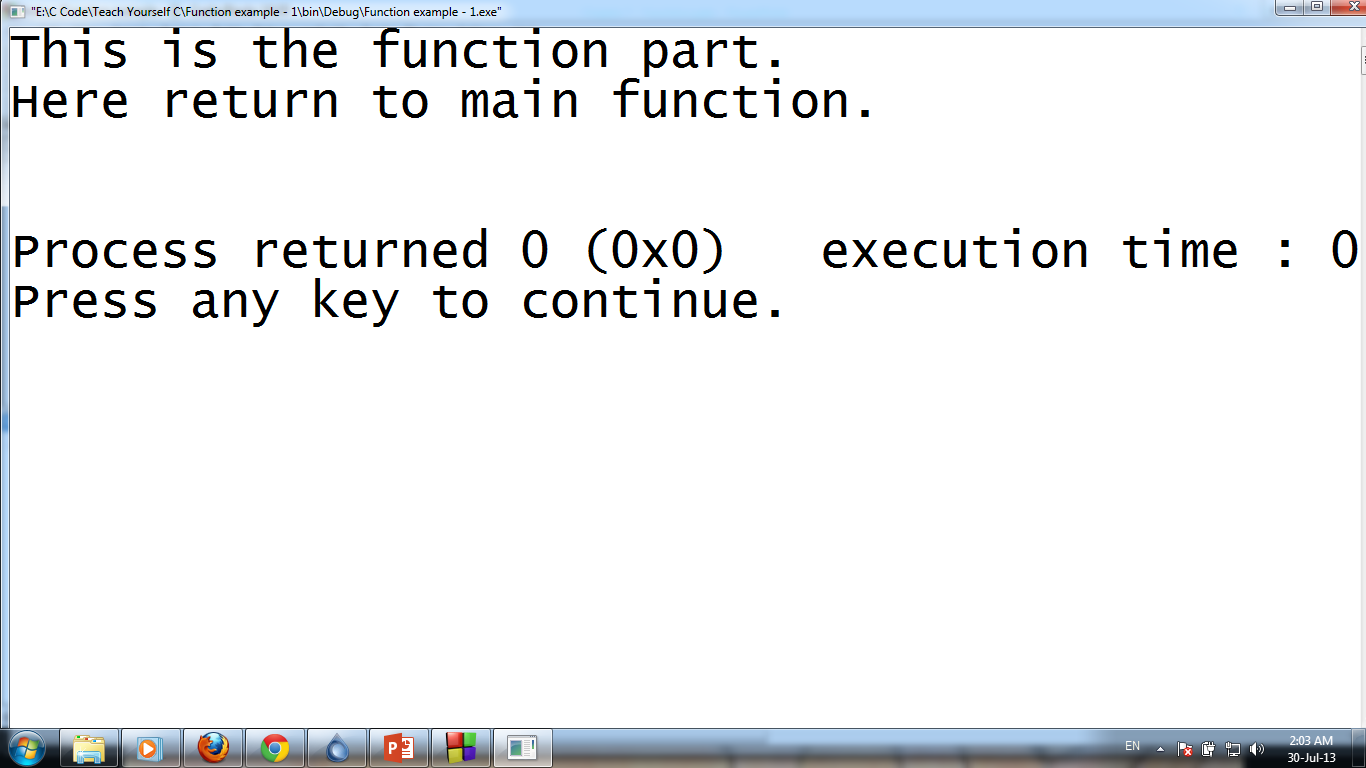 "E:\C Code\Teach Yourself C\Function example - 1\bin\Debug\Function example - 1.exe"
This is the function part.
Here return to main function.
Process returned 0 (0x0)   execution time : 0
Press any key to continue.
EN
2:03 AM
30-Jul-13